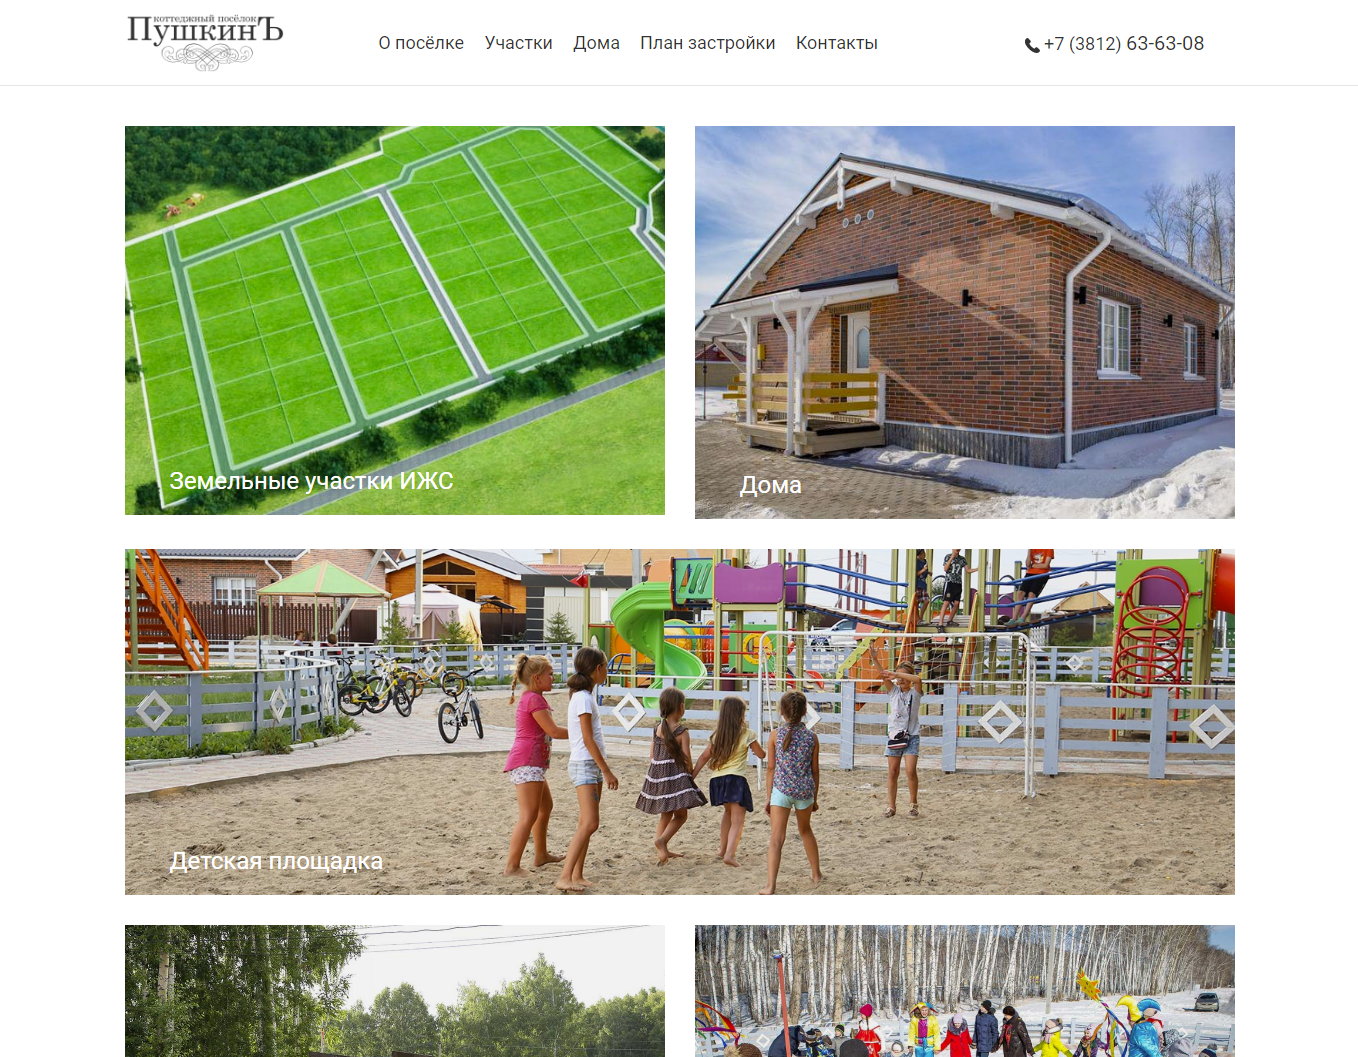 коттеджный посёлок
ПушкинЪ
О посёлке
Участки
Дома
План застройки
Контакты
+7 (3812) 63-63-08
Земельные участки ИЖС
Дома
Детская площадка